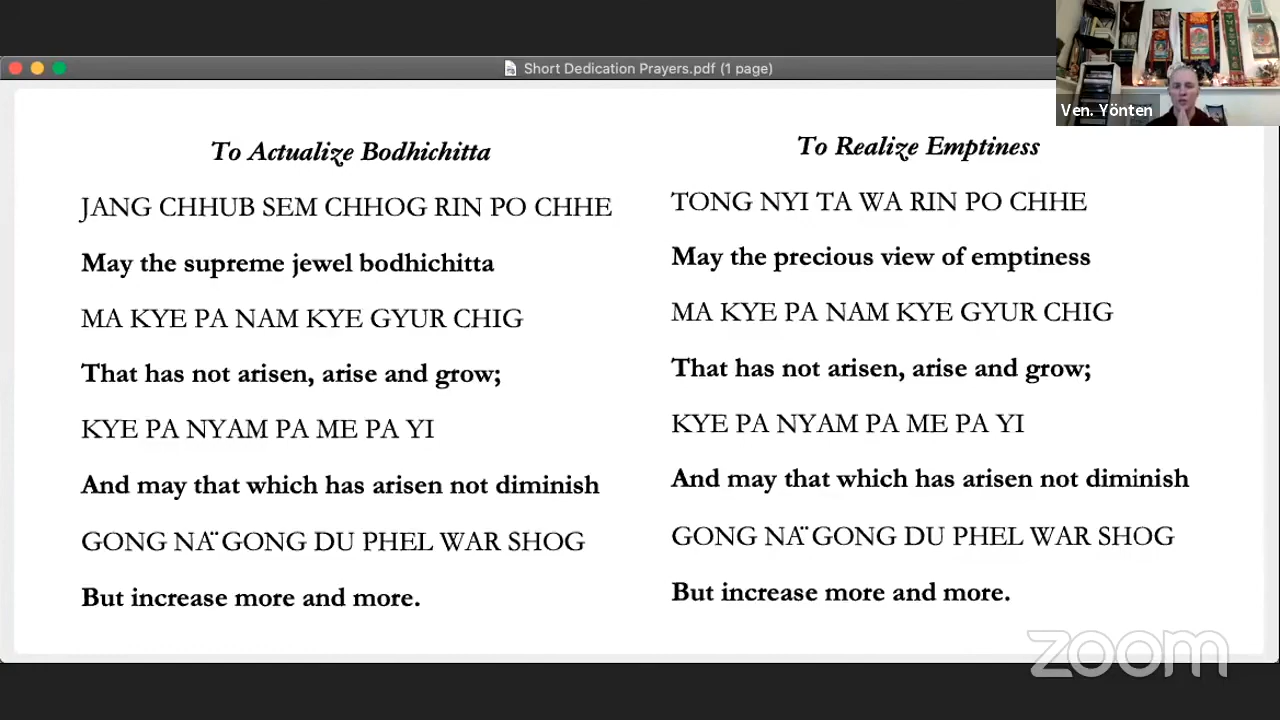 Short Dedication Prayers.pdf (1 page)
Ven. Yönten
To Actualize Bodhichitta
JANG CHHUB SEM CHHOG RIN PO CHHE
May the supreme jewel bodhichitta
MA KYE PA NAM KYE GYUR CHIG
That has not arisen, arise and grow;
KYE PA NYAM PA ME PA YI
And may that which has arisen not diminish
GONG NA¨ GONG DU PHEL WAR SHOG
But increase more and more.
To Realize Emptiness
TONG NYI TA WA RIN PO CHHE
May the precious view of emptiness
MA KYE PA NAM KYE GYUR CHIG
That has not arisen, arise and grow;
KYE PA NYAM PA ME PA YI
And may that which has arisen not diminish
GONG NA¨ GONG DU PHEL WAR SHOG
But increase more and more.
zoom